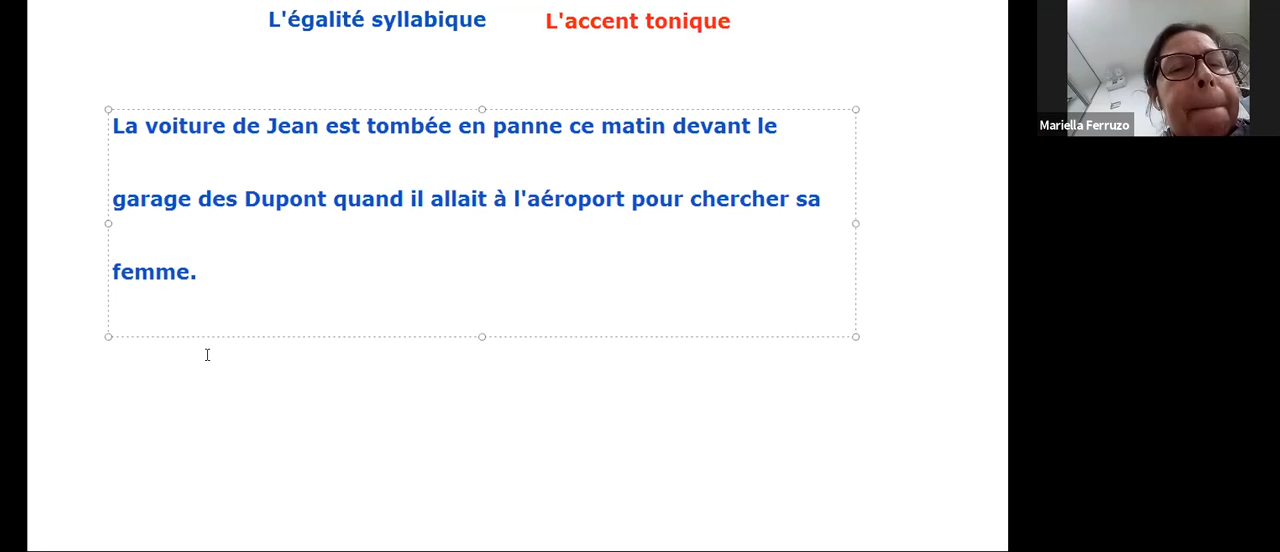 L'égalité syllabique L'accent tonique
La voiture de Jean est tombée en panne ce matin devant le
garage des Dupont quand il allait à l'aéroport pour chercher sa
femme.
Mariella Ferruzo